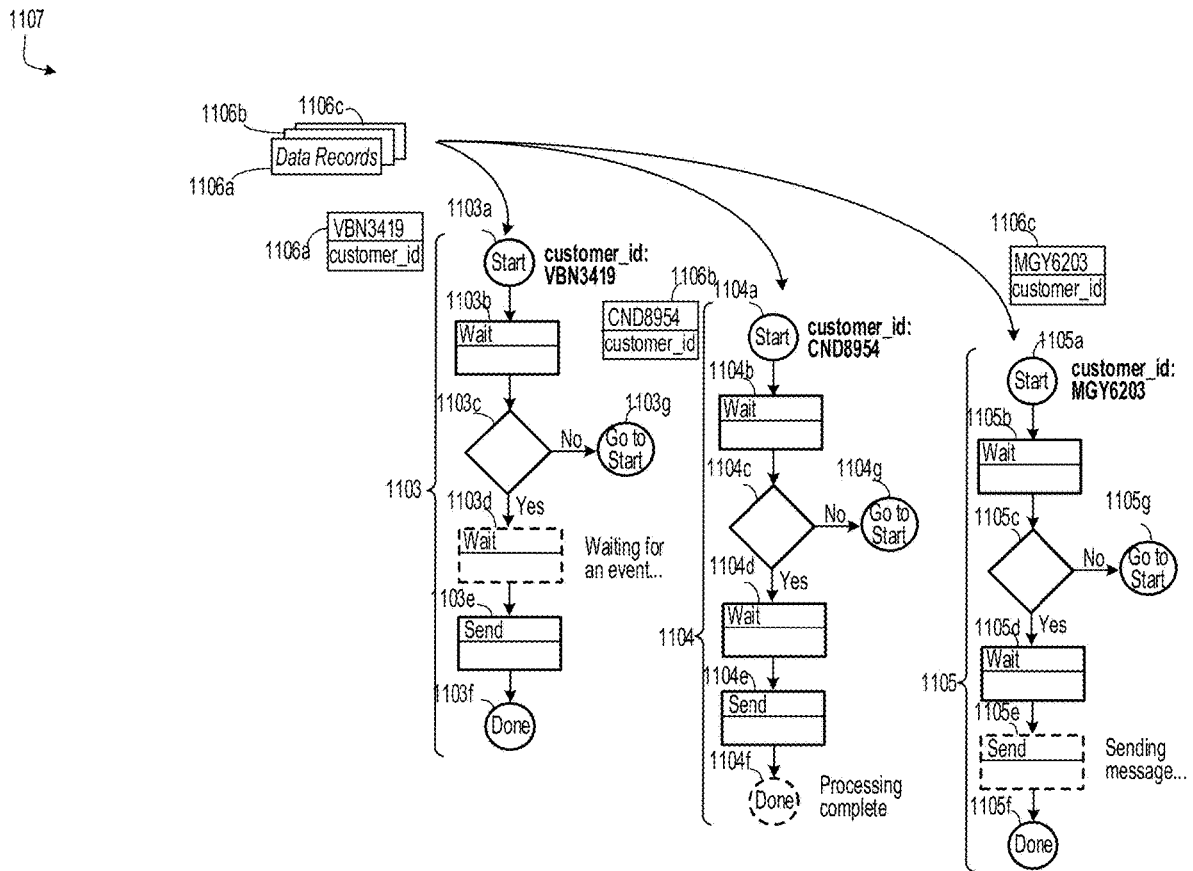 1107
1106c
1106b
Data Records
1106a
1103a
VBN3419
customer_id
1106a
Start
customer_id:
VBN3419
1103b
Wait
1103c
1103g
No
Go to
Start
1103
1103d
Yes
Wait
Waiting for
an event...
1103e
Send
1103f
Done
1106b
CND8954
customer_id
1104a
Start
customer_id:
CND8954
1104b
Wait
1104c
1104g
No
Go to
Start
1104d
Yes
Wait
1104
1104e
Send
1104f
Done
Processing
complete
1106c
MGY6203
customer_id
1105a
Start
customer_id:
MGY6203
1105b
Wait
1105c
1105g
No
Go to
Start
1105d
Yes
Wait
1105
1105e
Send
Sending
message...
1105f
Done